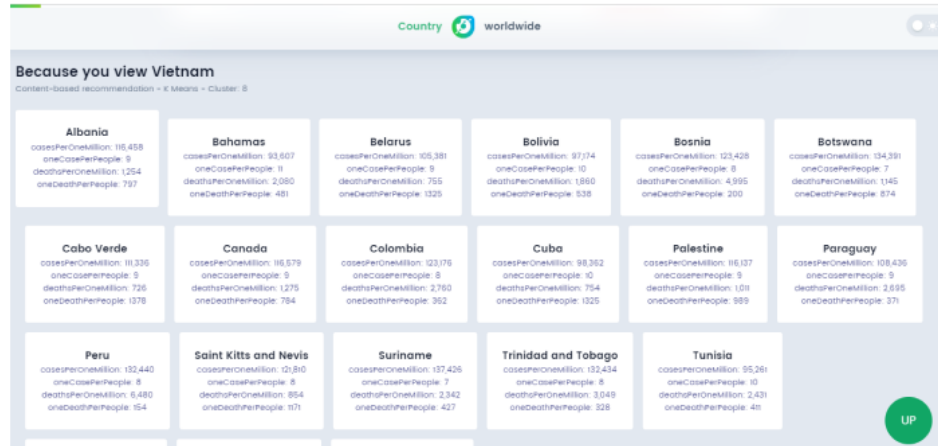 Country worldwide
Because you view Vietnam
Content-based recommendation - K Means - Cluster: 8
Albania
casesPerOneMillion: 116,458
oneCasePerPeople: 9
deathsPerOneMillion: 1,254
oneDeathPerPeople: 797
Bahamas
casesPerOneMillion: 93,607
oneCasePerPeople: 11
deathsPerOneMillion: 2,080
oneDeathPerPeople: 481
Belarus
casesPerOneMillion: 105,381
oneCasePerPeople: 9
deathsPerOneMillion: 755
oneDeathPerPeople: 1325
Bolivia
casesPerOneMillion: 97,174
oneCasePerPeople: 10
deathsPerOneMillion: 1,860
oneDeathPerPeople: 538
Bosnia
casesPerOneMillion: 123,428
oneCasePerPeople: 8
deathsPerOneMillion: 4,995
oneDeathPerPeople: 200
Botswana
casesPerOneMillion: 134,391
oneCasePerPeople: 7
deathsPerOneMillion: 1,145
oneDeathPerPeople: 874
Cabo Verde
casesPerOneMillion: 111,336
oneCasePerPeople: 9
deathsPerOneMillion: 726
oneDeathPerPeople: 1378
Canada
casesPerOneMillion: 116,579
oneCasePerPeople: 9
deathsPerOneMillion: 1,275
oneDeathPerPeople: 784
Colombia
casesPerOneMillion: 123,176
oneCasePerPeople: 8
deathsPerOneMillion: 2,760
oneDeathPerPeople: 362
Cuba
casesPerOneMillion: 98,362
oneCasePerPeople: 10
deathsPerOneMillion: 754
oneDeathPerPeople: 1325
Palestine
casesPerOneMillion: 116,137
oneCasePerPeople: 9
deathsPerOneMillion: 1,011
oneDeathPerPeople: 989
Paraguay
casesPerOneMillion: 108,436
oneCasePerPeople: 9
deathsPerOneMillion: 2,695
oneDeathPerPeople: 371
Peru
casesPerOneMillion: 132,440
oneCasePerPeople: 8
deathsPerOneMillion: 6,480
oneDeathPerPeople: 154
Saint Kitts and Nevis
casesPerOneMillion: 121,810
oneCasePerPeople: 8
deathsPerOneMillion: 854
oneDeathPerPeople: 1171
Suriname
casesPerOneMillion: 137,426
oneCasePerPeople: 7
deathsPerOneMillion: 2,342
oneDeathPerPeople: 427
Trinidad and Tobago
casesPerOneMillion: 132,434
oneCasePerPeople: 8
deathsPerOneMillion: 3,049
oneDeathPerPeople: 328
Tunisia
casesPerOneMillion: 95,261
oneCasePerPeople: 10
deathsPerOneMillion: 2,431
oneDeathPerPeople: 411
UP